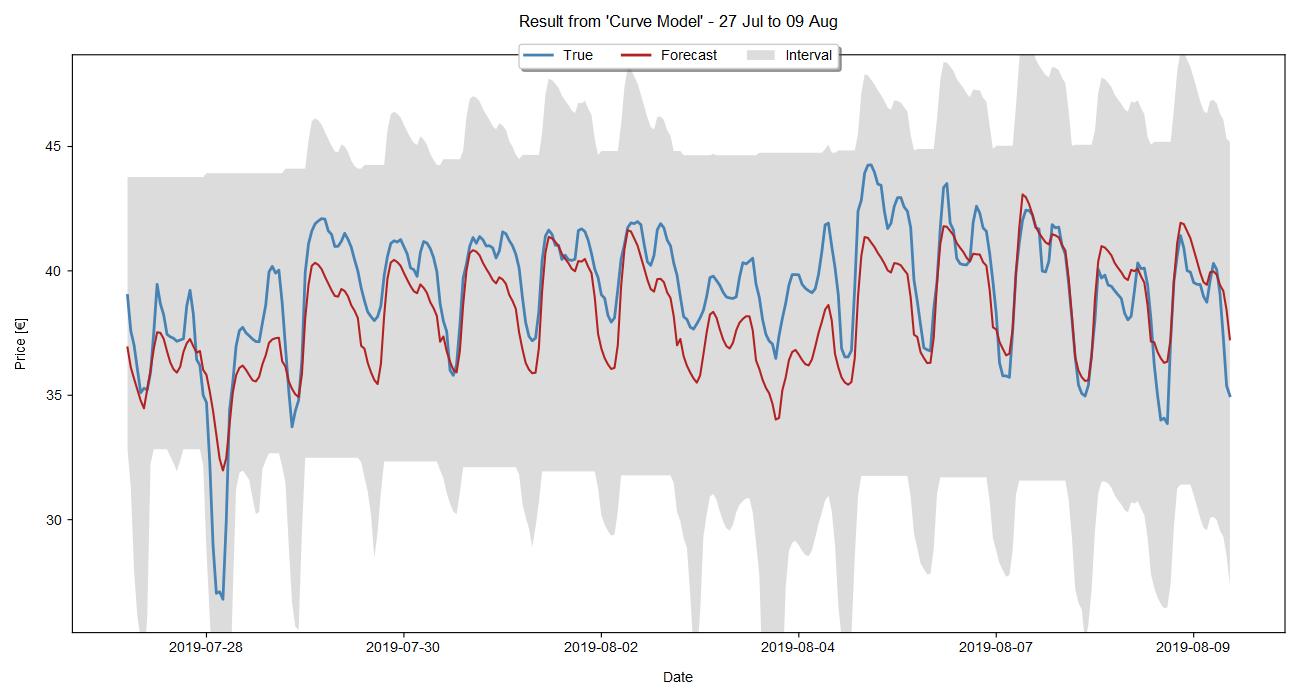 Result from 'Curve Model' - 27 Jul to 09 Aug
True Forecast Interval
45
40
35
30
Price [€]
2019-07-28 2019-07-30 2019-08-02 2019-08-04 2019-08-07 2019-08-09
Date